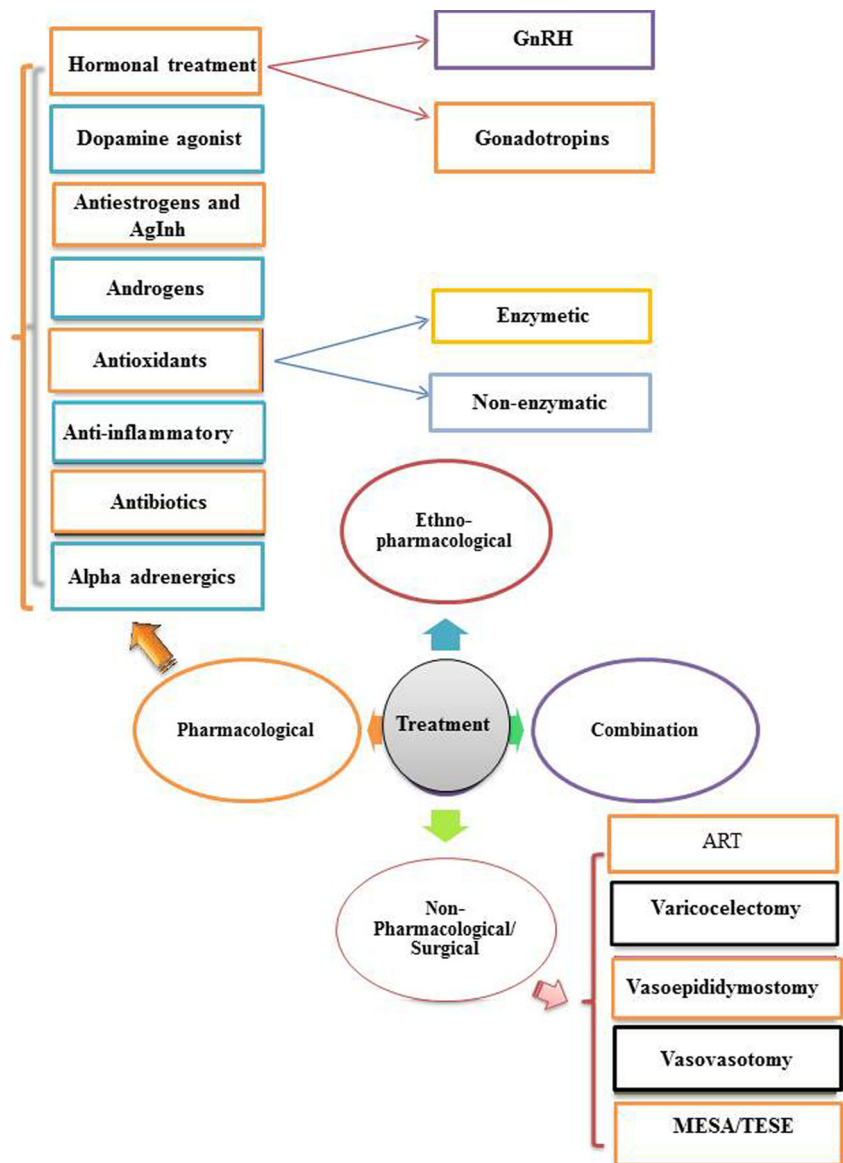 Hormonal treatment
GnRH
Gonadotropins
Dopamine agonist
Antiestrogens and
AgInh
Androgens
Antioxidants
Enzymetic
Non-enzymatic
Anti-inflammatory
Antibiotics
Alpha adrenergics
Ethno-
pharmacological
Pharmacological
Treatment
Combination
Non-
Pharmacological/
Surgical
ART
Varicocelectomy
Vasoepididymostomy
Vasovasotomy
MESA/TESE